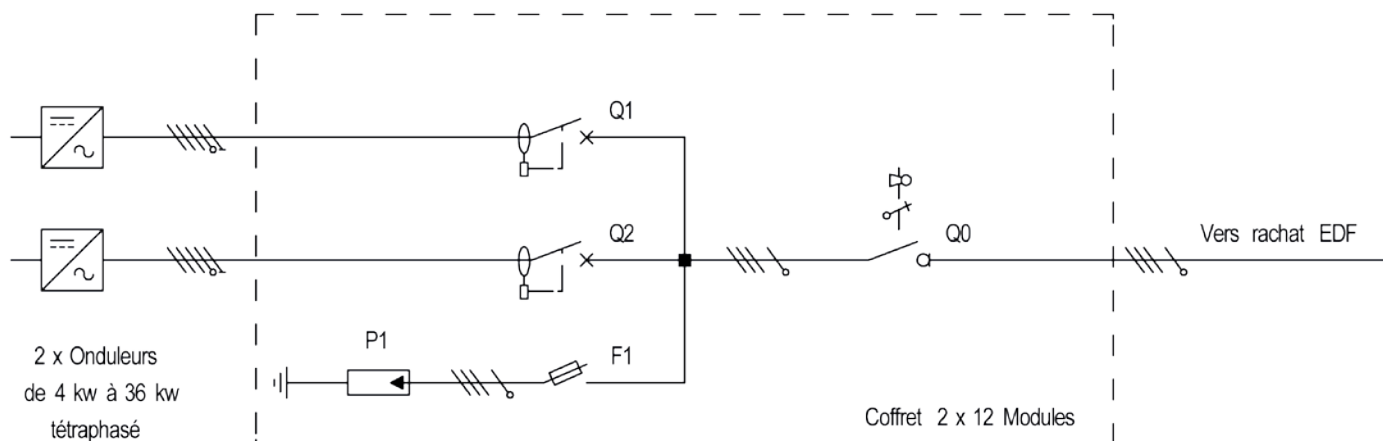 Q1
Q2
Q0
Vers rachat EDF
P1
F1
2 x Onduleurs
de 4 kw à 36 kw
tétraphasé
Coffret 2 x 12 Modules